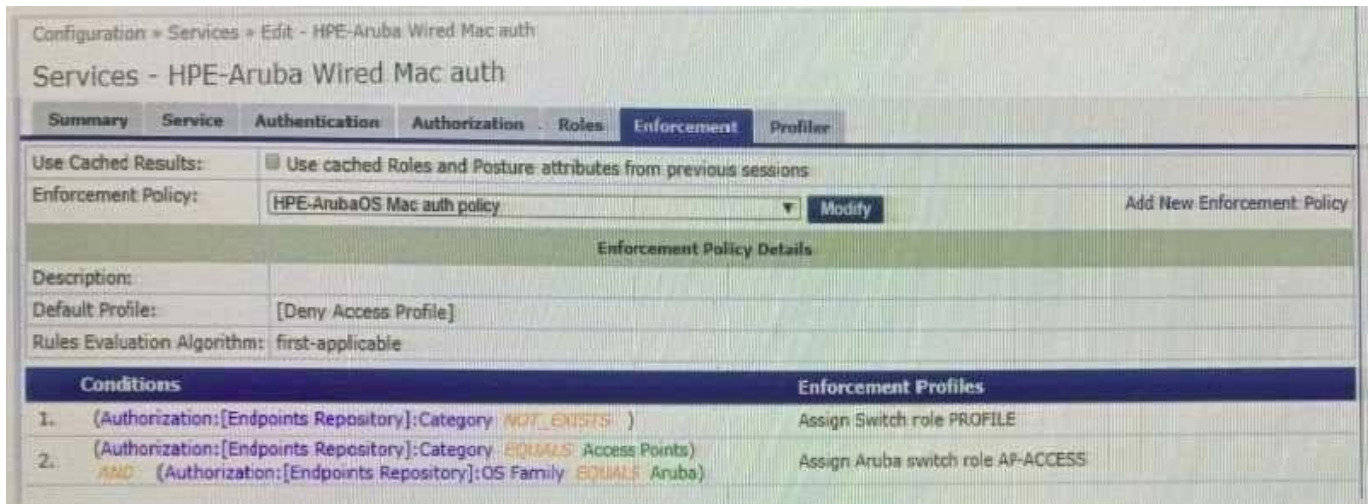 Configuration » Services » Edit - HPE-Aruba Wired Mac auth
Services - HPE-Aruba Wired Mac auth
Summary Service Authentication Authorization Roles Enforcement Profiler
Use Cached Results: Use cached Roles and Posture attributes from previous sessions
Enforcement Policy: HPE-ArubaOS Mac auth policy Modify Add New Enforcement Policy
Enforcement Policy Details
Description:
Default Profile: [Deny Access Profile]
Rules Evaluation Algorithm: first-applicable
Conditions Enforcement Profiles
1. (Authorization:[Endpoints Repository]:Category NOT_EXISTS ) Assign Switch role PROFILE
2. (Authorization:[Endpoints Repository]:Category EQUALS Access Points)
AND (Authorization:[Endpoints Repository]:OS Family EQUALS Aruba) Assign Aruba switch role AP-ACCESS